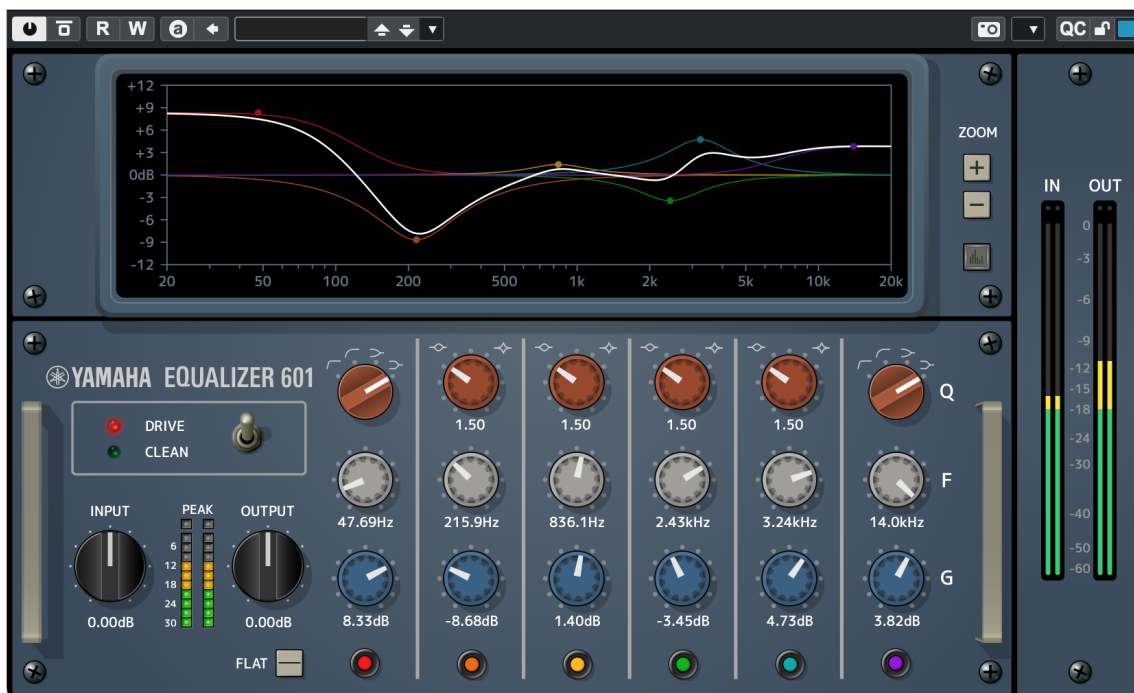 R W a QC
+12
+9
+6
+3
0dB
-3
-6
-9
-12
20 50 100 200 500 1k 2k 5k 10k 20k
ZOOM
+
−
IN OUT
0
-3
-6
-9
-12
-15
-18
-24
-30
-40
-50
-60
YAMAHA EQUALIZER 601
DRIVE
CLEAN
INPUT PEAK OUTPUT
6
12
18
24
30
0.00dB 0.00dB
FLAT
1.50 1.50 1.50 1.50 Q
47.69Hz 215.9Hz 836.1Hz 2.43kHz 3.24kHz 14.0kHz F
8.33dB -8.68dB 1.40dB -3.45dB 4.73dB 3.82dB G